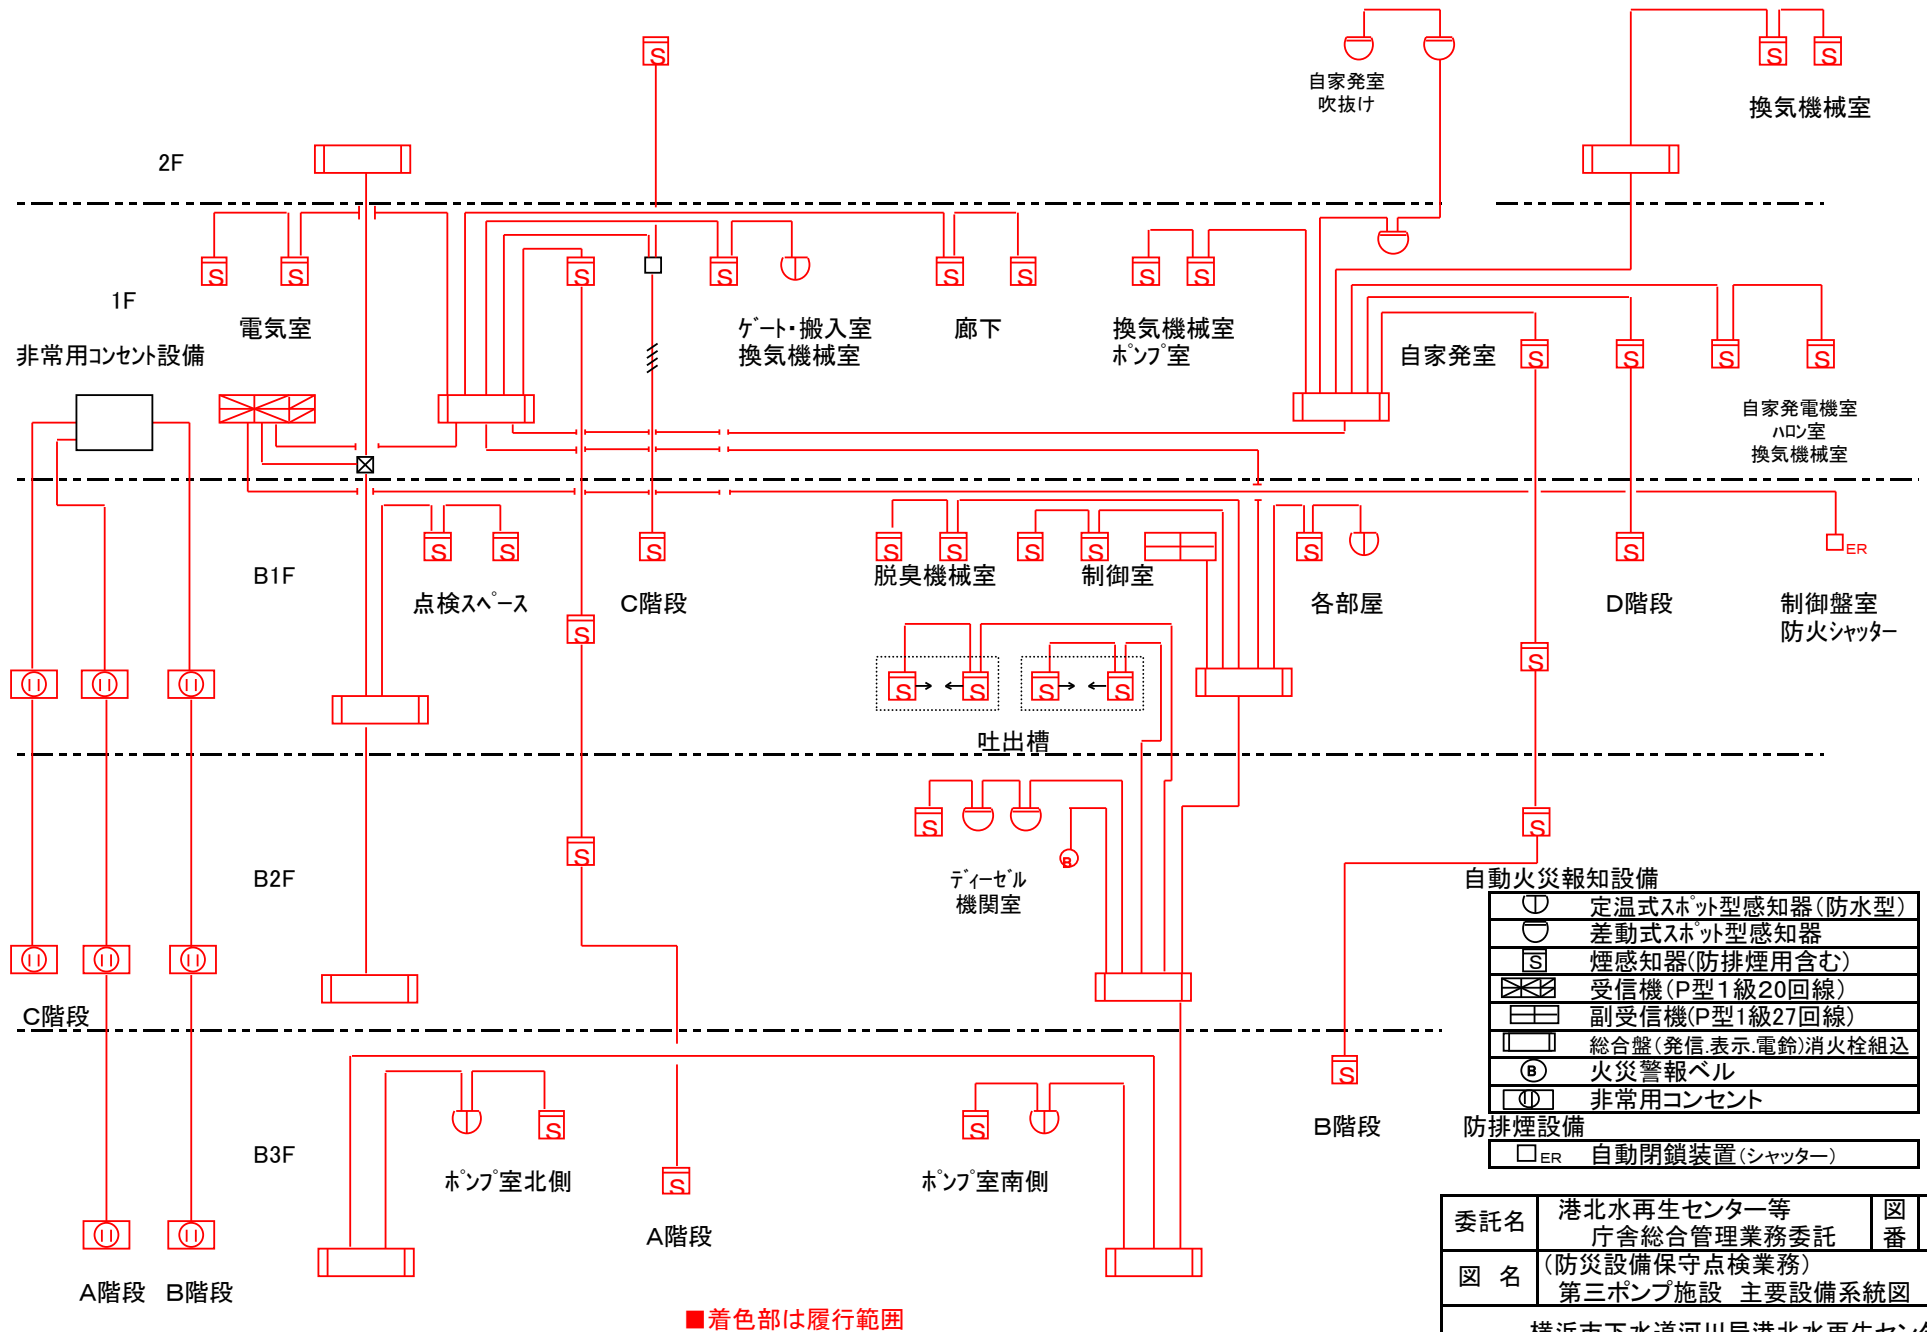 S
自家発室
吹抜け
S S
換気機械室
2F
S S
S
S
S S
S S
1F
電気室
ｹﾞｰﾄ・搬入室
換気機械室
廊下
換気機械室
ﾎﾟﾝﾌﾟ室
自家発室
S S S S
非常用ｺﾝｾﾝﾄ設備
自家発電機室
ﾊﾛﾝ室
換気機械室
S S S S S S S S S
ER
B1F
点検ｽﾍﾟｰｽ
C階段
脱臭機械室
制御室
各部屋
D階段
制御盤室
防火ｼｬｯﾀｰ
S
S
S S S S
吐出槽
S
S
S
B
B2F
ﾃﾞｨｰｾﾞﾙ
機関室
C階段
自動火災報知設備
定温式ｽﾎﾟｯﾄ型感知器(防水型)
差動式ｽﾎﾟｯﾄ型感知器
S 煙感知器(防排煙用含む)
受信機(P型1級20回線)
副受信機(P型1級27回線)
総合盤(発信.表示.電鈴)消火栓組込
B 火災警報ベル
非常用コンセント
防排煙設備
ER 自動閉鎖装置(シャッター)
S
B階段
S S
B3F
ﾎﾟﾝﾌﾟ室北側
S
ﾎﾟﾝﾌﾟ室南側
A階段
A階段 B階段
■着色部は履行範囲
委託名
港北水再生センター等
庁舎総合管理業務委託
図番
図 名
(防災設備保守点検業務)
第三ポンプ施設 主要設備系統図
横浜市下水道河川局港北水再生セン